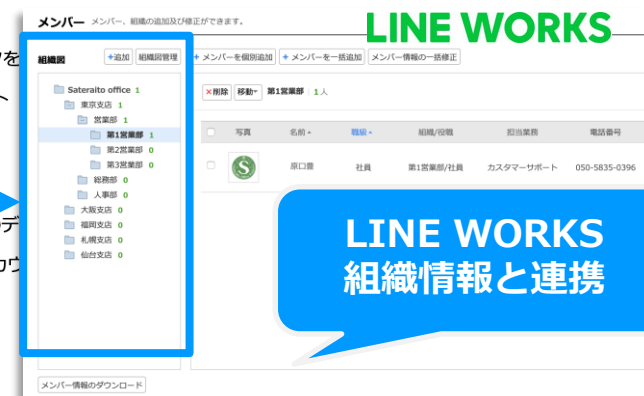 メンバー メンバー、組織の追加及び修正ができます。
LINE WORKS
組織図 +追加 組織図管理 + メンバーを個別追加 + メンバーを一括追加 メンバー情報の一括修正
Sateraito office 1
東京支店 1
営業部 1
第1営業部 1
第2営業部 0
第3営業部 0
総務部 0
人事部 0
大阪支店 0
福岡支店 0
札幌支店 0
仙台支店 0
×削除 移動 第1営業部 1人
写真 名前 職級 組織/役職 担当業務 電話番号
S 原口豊 社員 第1営業部/社員 カスタマーサポート 050-5835-0396
LINE WORKS
組織情報と連携
メンバー情報のダウンロード